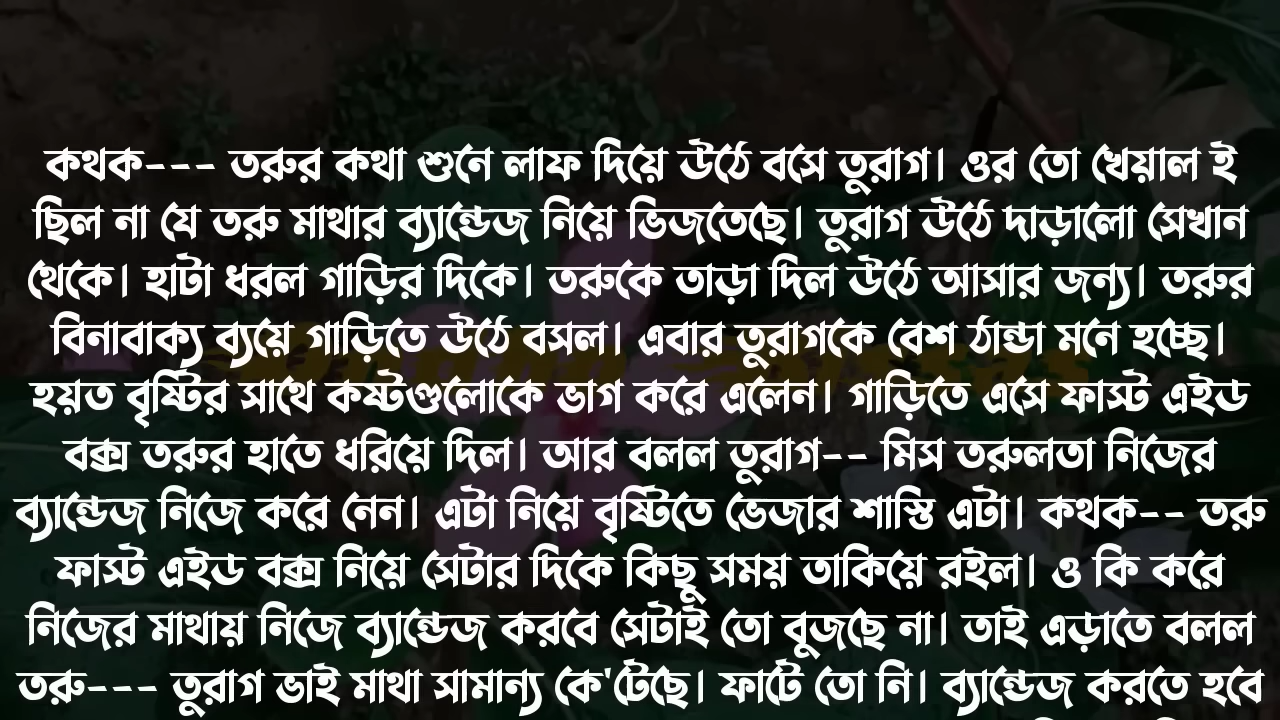 কথক--- তরুর কথা শুনে লাফ দিয়ে উঠে বসে তুরাগ। ওর তো খেয়াল ই
ছিল না যে তরু মাথার ব্যান্ডেজ নিয়ে ভিজতেছে। তুরাগ উঠে দাড়ালো সেখান
থেকে। হাটা ধরল গাড়ির দিকে। তরুকে তাড়া দিল উঠে আসার জন্য। তরুর
বিনাবাক্য ব্যয়ে গাড়িতে উঠে বসল। এবার তুরাগকে বেশ ঠান্ডা মনে হচ্ছে।
হয়ত বৃষ্টির সাথে কষ্টগুলোকে ভাগ করে এলেন। গাড়িতে এসে ফাস্ট এইড
বক্স তরুর হাতে ধরিয়ে দিল। আর বলল তুরাগ-- মিস তরুলতা নিজের
ব্যান্ডেজ নিজে করে নেন। এটা নিয়ে বৃষ্টিতে ভেজার শাস্তি এটা। কথক-- তরু
ফাস্ট এইড বক্স নিয়ে সেটার দিকে কিছু সময় তাকিয়ে রইল। ও কি করে
নিজের মাথায় নিজে ব্যান্ডেজ করবে সেটাই তো বুজছে না। তাই এড়াতে বলল
তরু--- তুরাগ ভাই মাথা সামান্য কে'টেছে। ফাটে তো নি। ব্যান্ডেজ করতে হবে